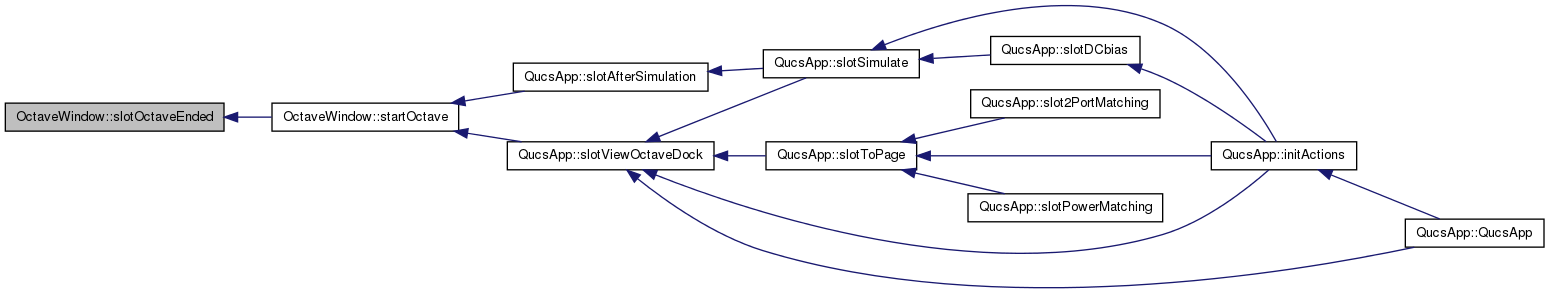 OctaveWindow::slotOctaveEnded
OctaveWindow::startOctave
QucsApp::slotAfterSimulation
QucsApp::slotViewOctaveDock
QucsApp::slotSimulate
QucsApp::slotToPage
QucsApp::slotDCbias
QucsApp::slot2PortMatching
QucsApp::slotPowerMatching
QucsApp::initActions
QucsApp::QucsApp